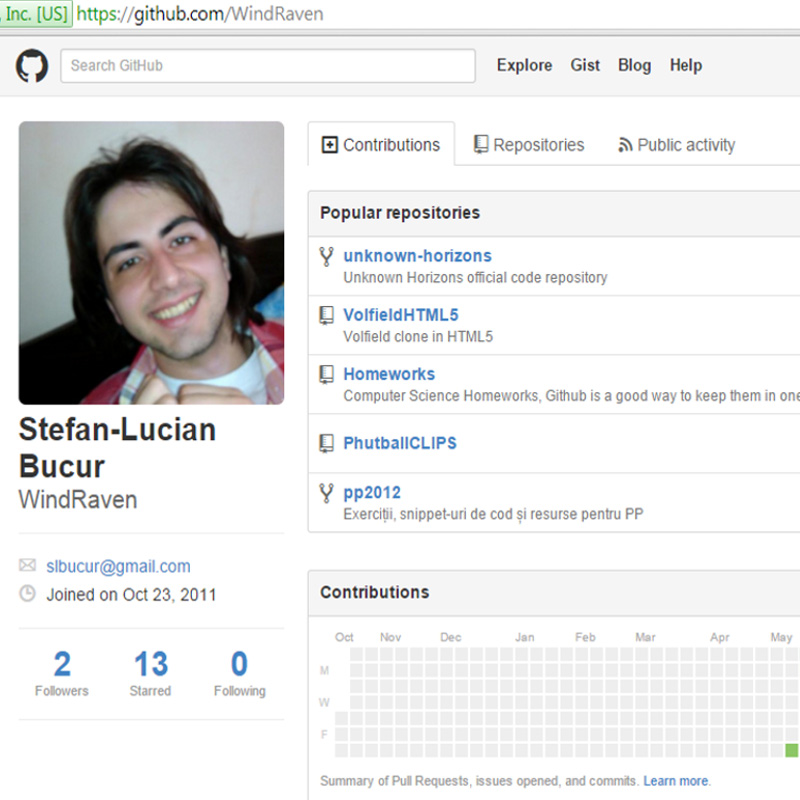 Inc. [US] https://github.com/WindRaven
Search GitHub
Explore Gist Blog Help
Contributions Repositories Public activity
Popular repositories
unknown-horizons
Unknown Horizons official code repository
VolfieldHTML5
Volfield clone in HTML5
Homeworks
Computer Science Homeworks, Github is a good way to keep them in one
PhutballCLIPS
pp2012
Exerciții, snippet-uri de cod și resurse pentru PP
Stefan-Lucian
Bucur
WindRaven
slbucur@gmail.com
Joined on Oct 23, 2011
2 13 0
Followers Starred Following
Contributions
Oct Nov Dec Jan Feb Mar Apr May
M
W
F
Summary of Pull Requests, issues opened, and commits. Learn more.